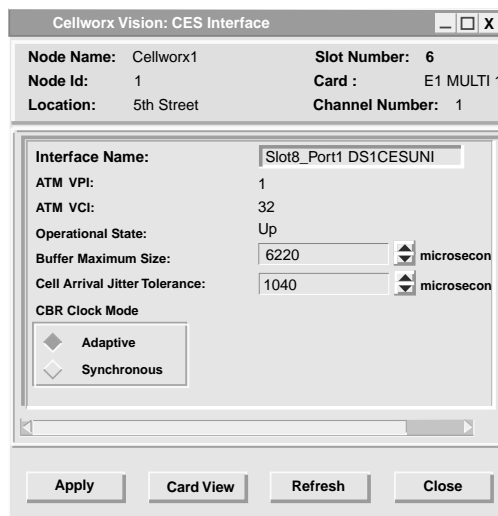 Cellworx Vision: CES Interface
X
Node Name: Cellworx1 Slot Number: 6
Node Id: 1 Card : E1 MULTI 1
Location: 5th Street Channel Number: 1
Interface Name: Slot8_Port1 DS1CESUNI
ATM VPI: 1
ATM VCI: 32
Operational State: Up
Buffer Maximum Size: 6220 microsecon
Cell Arrival Jitter Tolerance: 1040 microsecon
CBR Clock Mode
Adaptive
Synchronous
Apply Card View Refresh Close